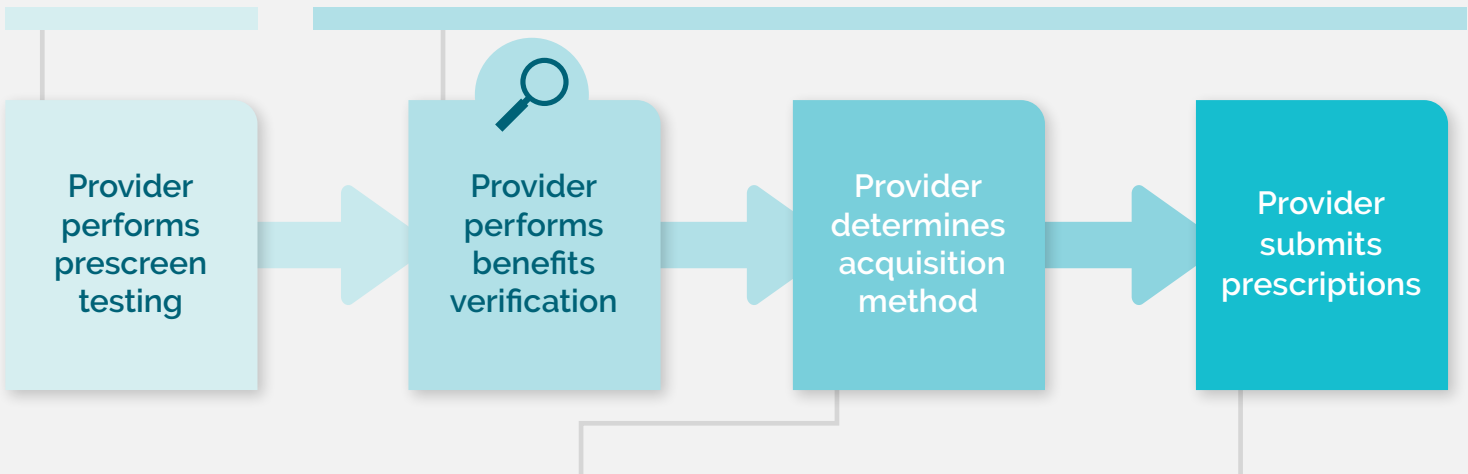 Provider
performs
prescreen
testing
Provider
performs
benefits
verification
Provider
determines
acquisition
method
Provider
submits
prescriptions